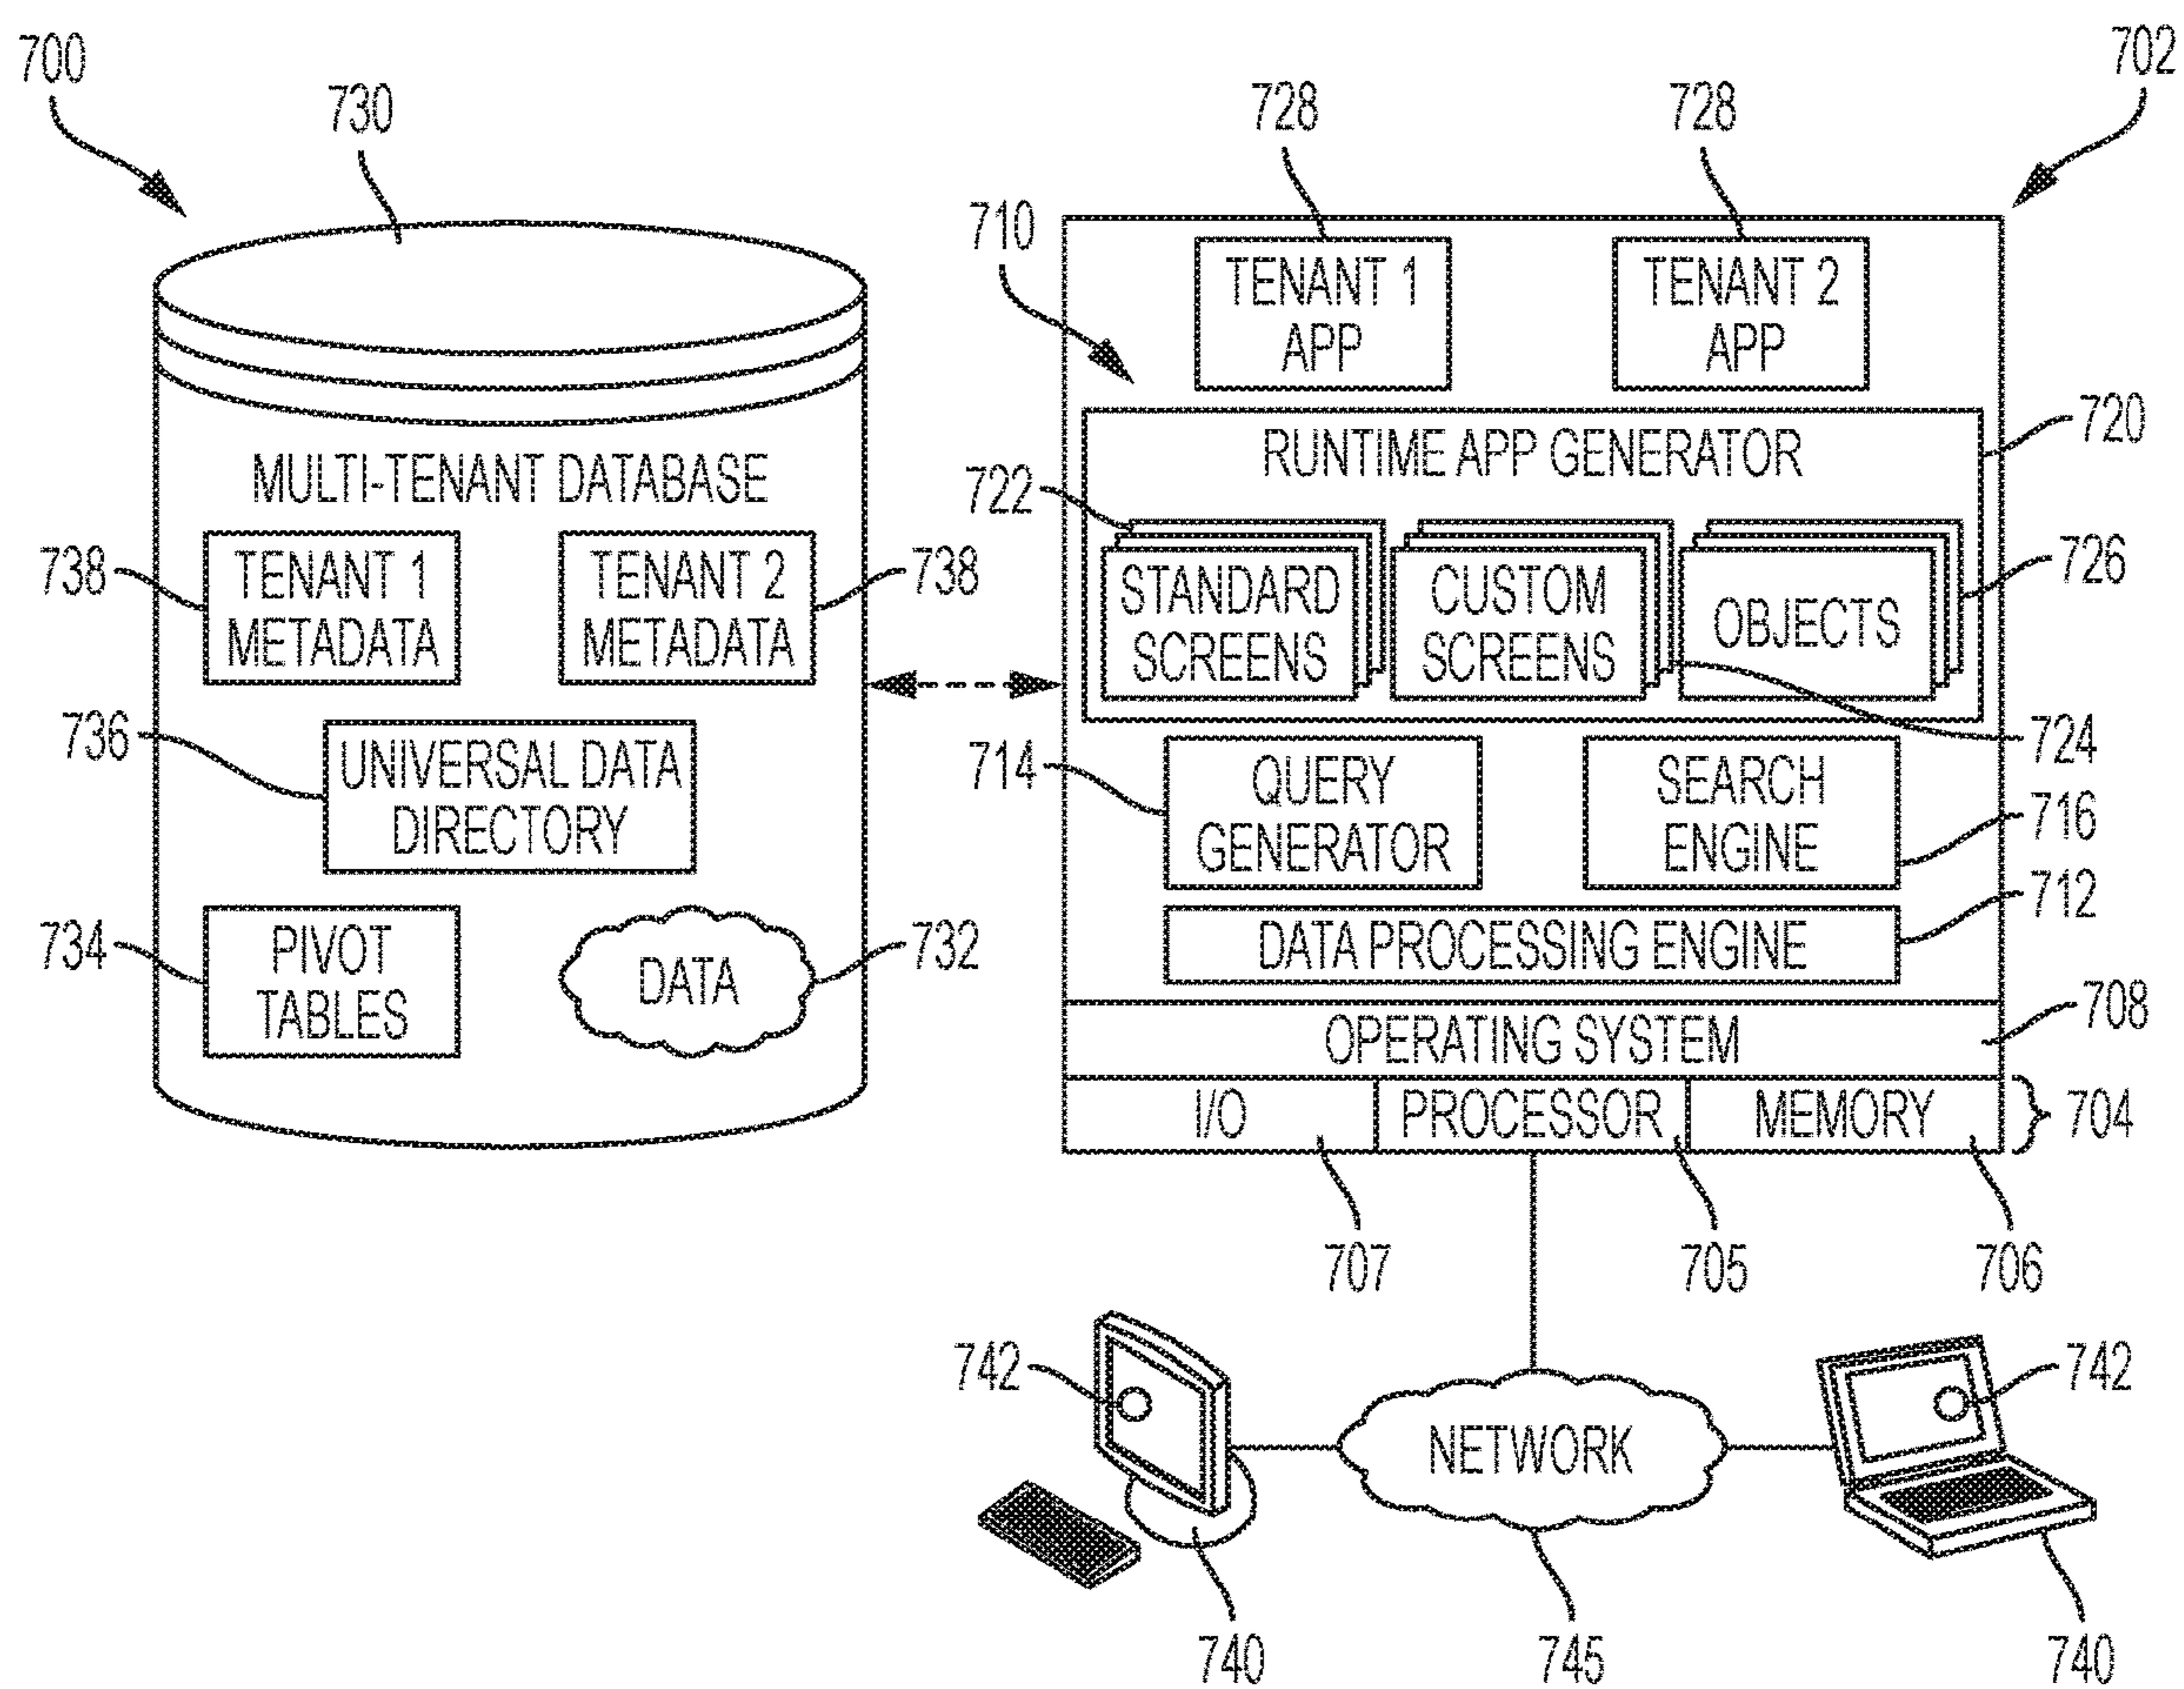 700
702
730
728
728
710
TENANT 1
APP
TENANT 2
APP
720
RUNTIME APP GENERATOR
MULTI-TENANT DATABASE
722
738
TENANT 1
METADATA
TENANT 2
METADATA
738
STANDARD
SCREENS
CUSTOM
SCREENS
OBJECTS
726
736
UNIVERSAL DATA
DIRECTORY
714
QUERY
GENERATOR
SEARCH
ENGINE
724
716
712
734
PIVOT
TABLES
DATA
732
DATA PROCESSING ENGINE
OPERATING SYSTEM
708
I/O
PROCESSOR
MEMORY
704
707
705
706
742
742
NETWORK
740
745
740